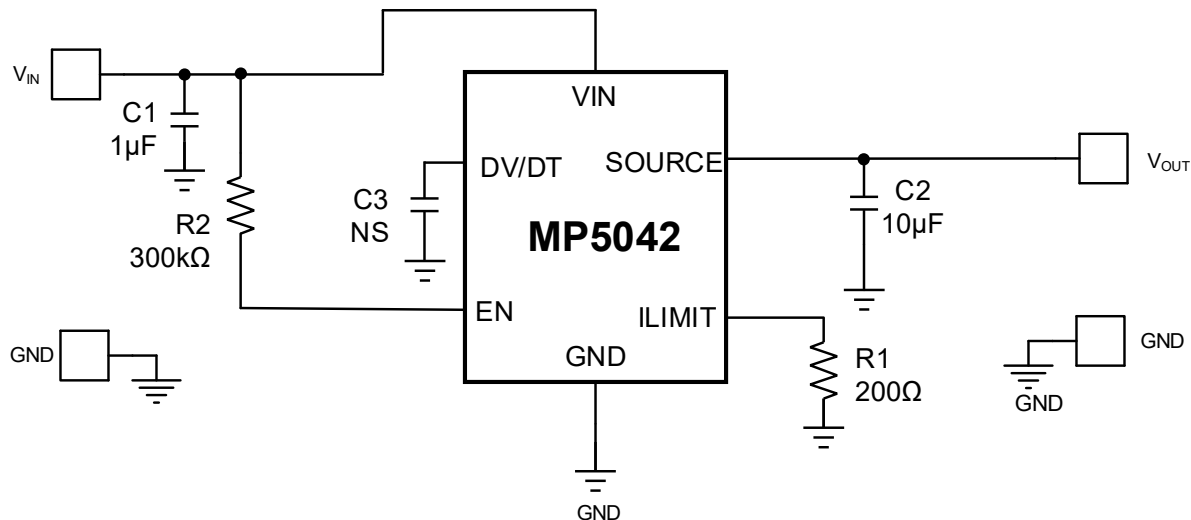 VIN
C1
1µF
R2
300kΩ
C3
NS
VIN
DV/DT
SOURCE
MP5042
EN
ILIMIT
GND
C2
10µF
VOUT
R1
200Ω
GND
GND
GND
GND